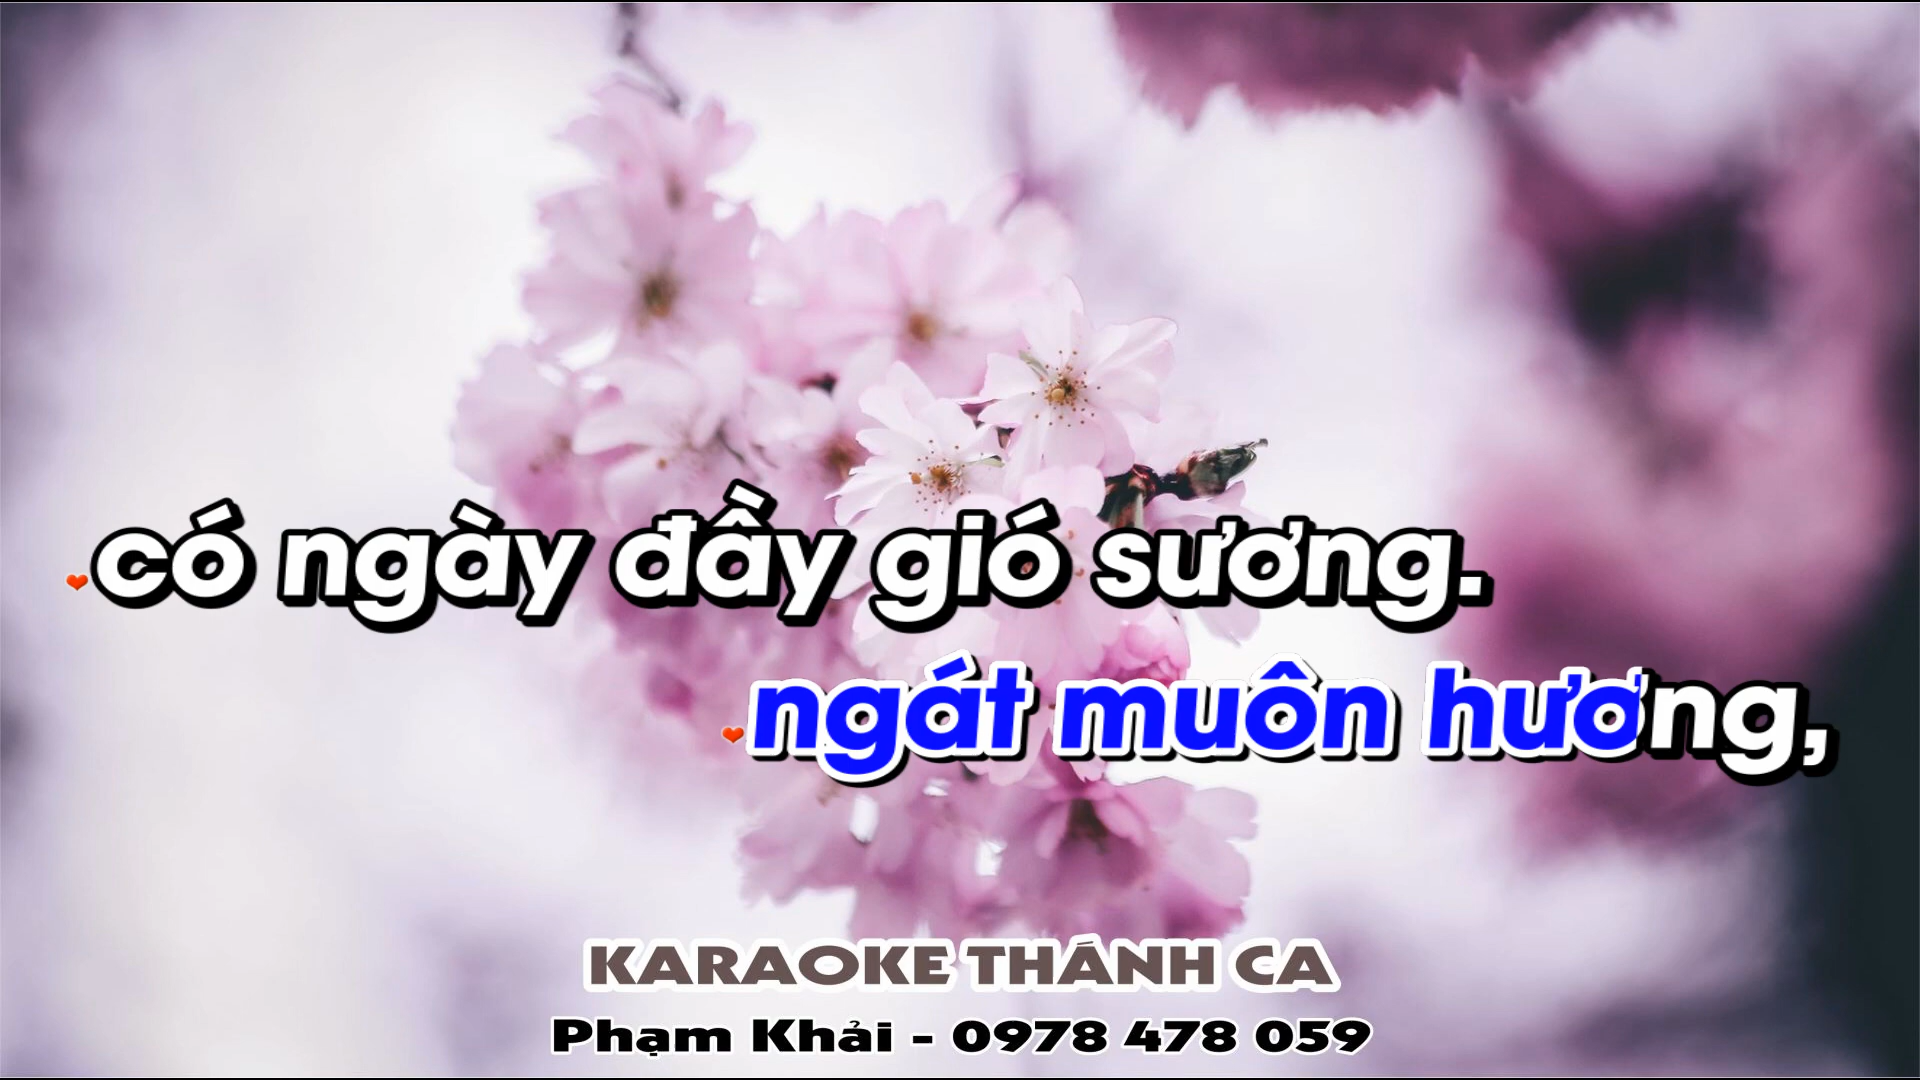 có ngày đầy gió sương.
ngát muôn hương,
KARAOKE THÁNH CA
Phạm Khải - 0978 478 059